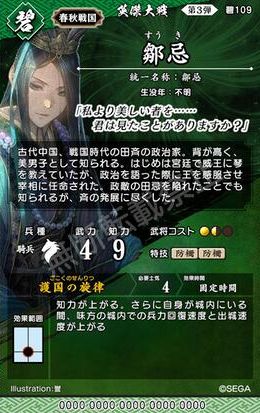 碧
春秋戦国
英傑大戦
第3弾
碧109
すう き
鄒忌
統一名称：鄒忌
生没年：不明
「私より美しい者を……
君は見たことがありますか？」
古代中国、戦国時代の田斉の政治家。背が高く、
美男子として知られる。はじめは宮廷で威王に琴
を教えていたが、政治を語った際に王を感服させ
宰相に任命された。政敵の田忌を陥れたことでも
知られるが、斉の発展に尽くした。
兵種 武力 知力 武将コスト
騎兵 4 9
特技 防柵 防柵
ごこくのせんりつ
護国の旋律
必要士気 4
効果時間 固定時間
効果範囲
知力が上がる。さらに自身が城内にいる
間、味方の城内での兵力回復速度と出城速
度が上がる
Illustration:
©SEGA
0000-0000-0000-0000-0000